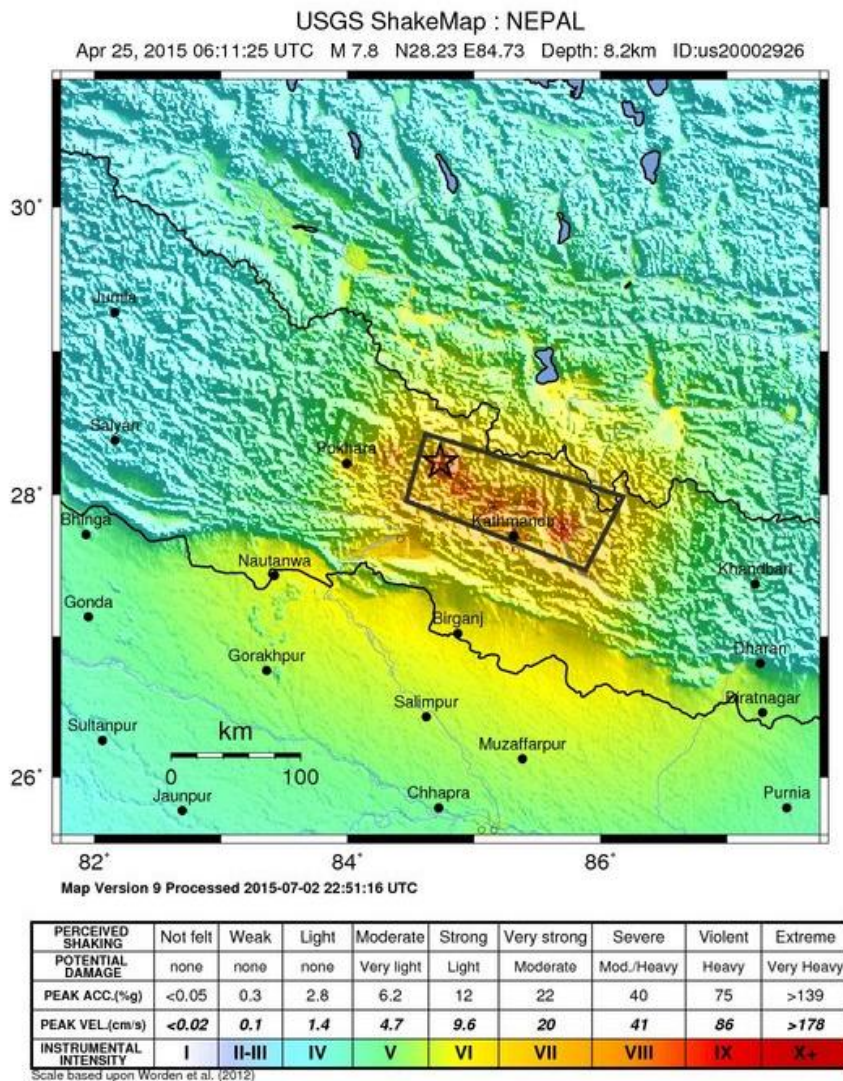 USGS ShakeMap : NEPAL
Apr 25, 2015 06:11:25 UTC M 7.8 N28.23 E84.73 Depth: 8.2km ID:us20002926
30°
Jumla
Salyan
Pokhara
28°
Kathmandu
Bhinga
Nautanwa
Khandbari
Gonda
Birganj
Gorakhpur
Dharan
Salimpur
Biratnagar
Sultanpur
km
Muzaffarpur
0 100
26°
Jaunpur
Chhapra
Purnia
82° 84° 86°
Map Version 9 Processed 2015-07-02 22:51:16 UTC
PERCEIVED SHAKING Not felt Weak Light Moderate Strong Very strong Severe Violent Extreme
POTENTIAL DAMAGE none none none Very light Light Moderate Mod./Heavy Heavy Very Heavy
PEAK ACC.(%g) <0.05 0.3 2.8 6.2 12 22 40 75 >139
PEAK VEL.(cm/s) <0.02 0.1 1.4 4.7 9.6 20 41 86 >178
INSTRUMENTAL INTENSITY I II-III IV V VI VII VIII IX X+
Scale based upon Worden et al. (2012)